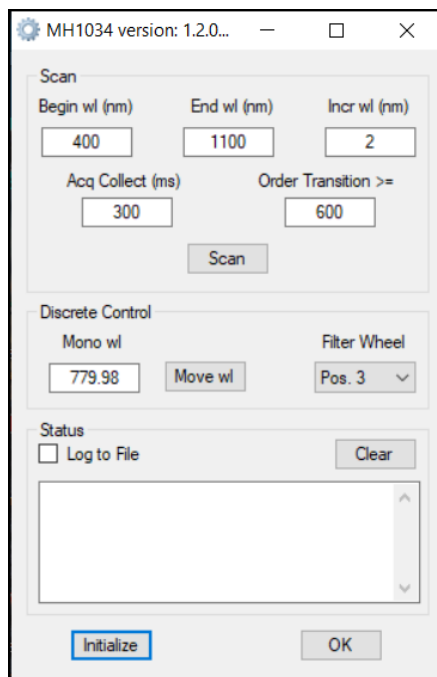 MH1034 version: 1.2.0...
Scan
Begin wl (nm) End wl (nm) Incr wl (nm)
400 1100 2
Acq Collect (ms) Order Transition >=
300 600
Scan
Discrete Control
Mono wl Filter Wheel
779.98 Move wl Pos. 3
Status
Log to File Clear
Initialize OK